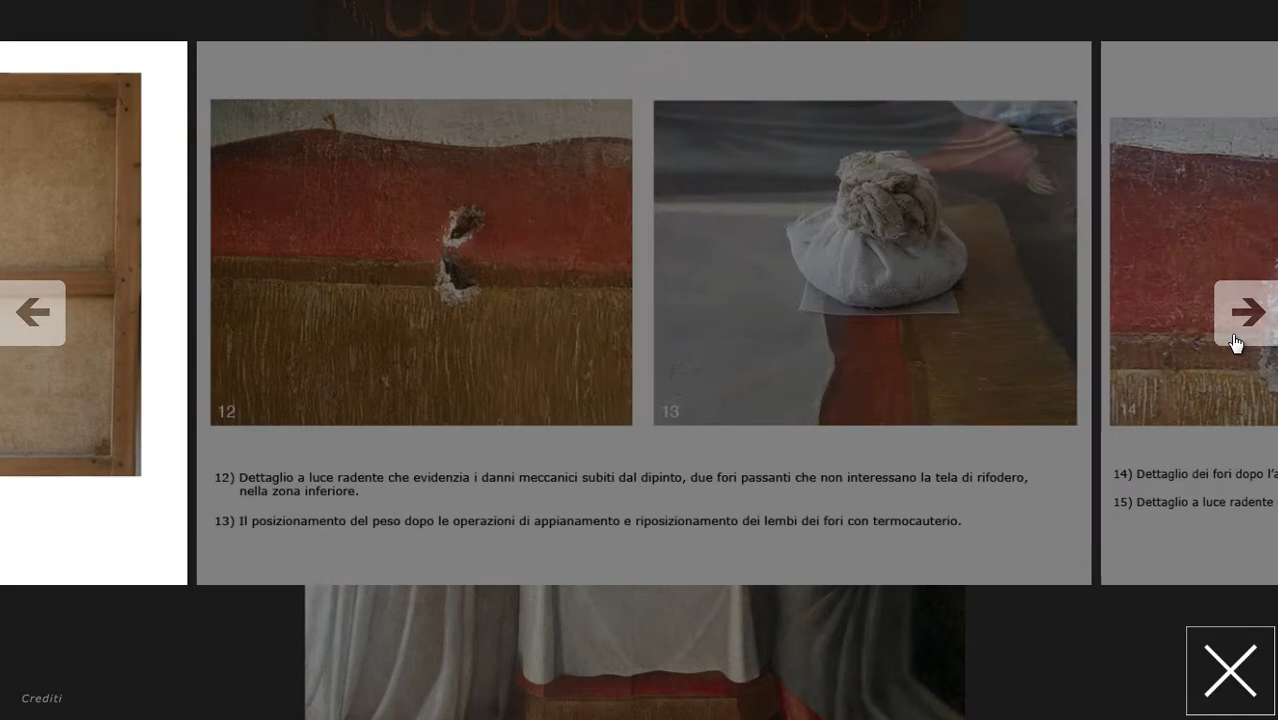 12
13
14
12) Dettaglio a luce radente che evidenzia i danni meccanici subiti dal dipinto, due fori passanti che non interessano la tela di rifodero,
nella zona inferiore.
13) Il posizionamento del peso dopo le operazioni di appianamento e riposizionamento dei lembi dei fori con termocauterio.
14) Dettaglio dei fori dopo l'a
15) Dettaglio a luce radente
Crediti